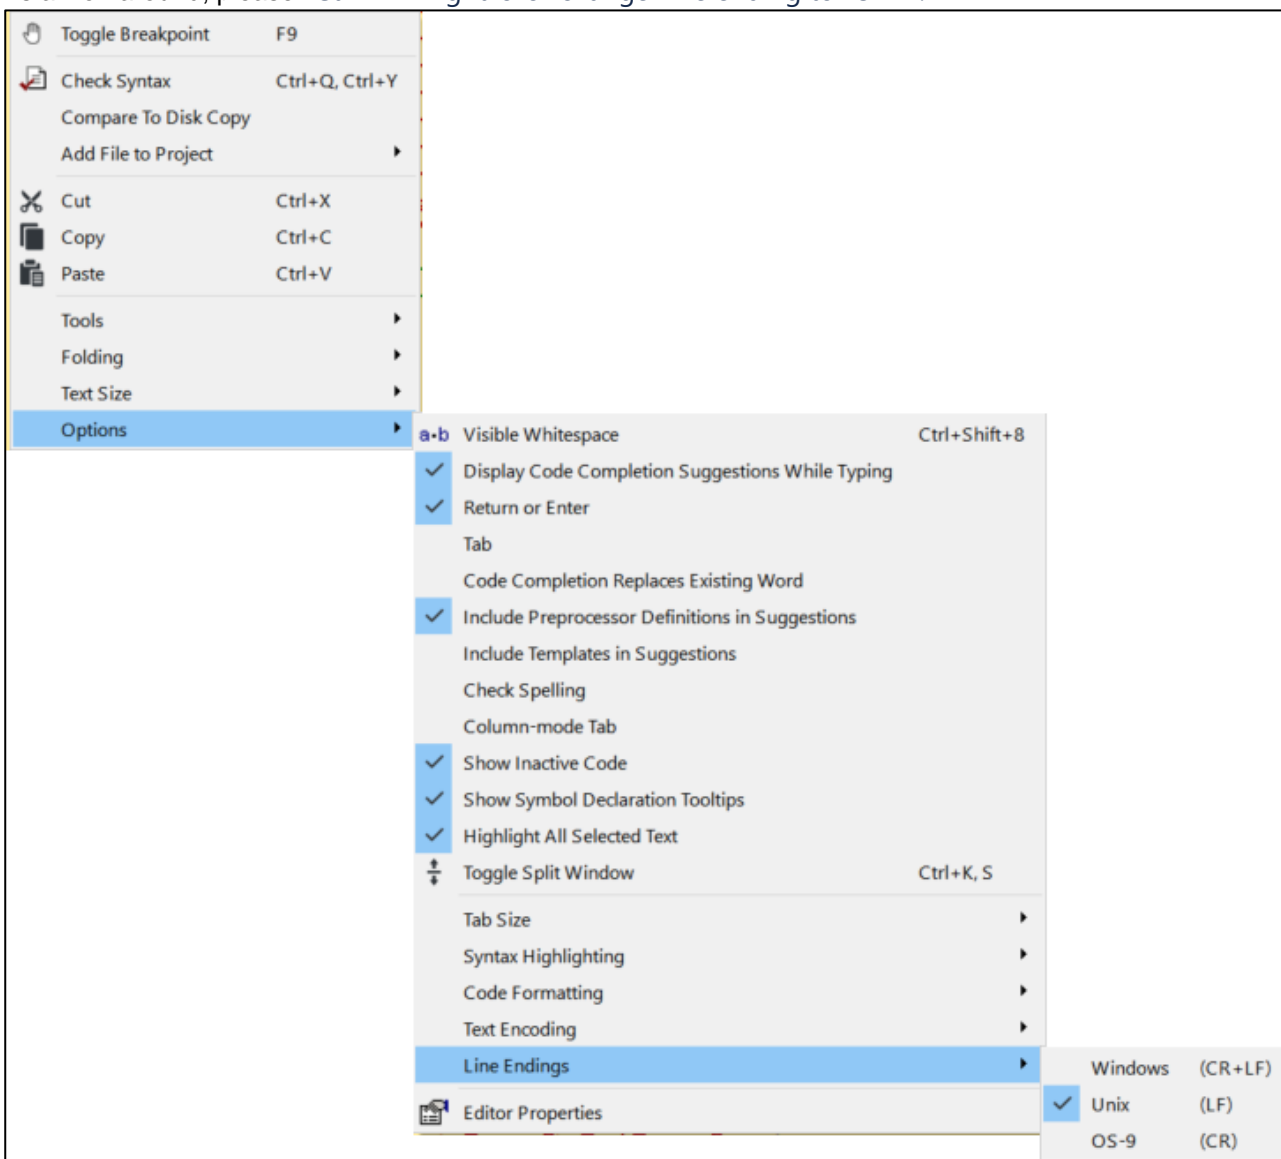 Toggle Breakpoint F9
Check Syntax Ctrl+Q, Ctrl+Y
Compare To Disk Copy
Add File to Project
Cut Ctrl+X
Copy Ctrl+C
Paste Ctrl+V
Tools
Folding
Text Size
Options
a•b Visible Whitespace Ctrl+Shift+8
Display Code Completion Suggestions While Typing
Return or Enter
Tab
Code Completion Replaces Existing Word
Include Preprocessor Definitions in Suggestions
Include Templates in Suggestions
Check Spelling
Column-mode Tab
Show Inactive Code
Show Symbol Declaration Tooltips
Highlight All Selected Text
Toggle Split Window Ctrl+K, S
Tab Size
Syntax Highlighting
Code Formatting
Text Encoding
Line Endings
Windows (CR+LF)
Unix (LF)
Editor Properties
OS-9 (CR)